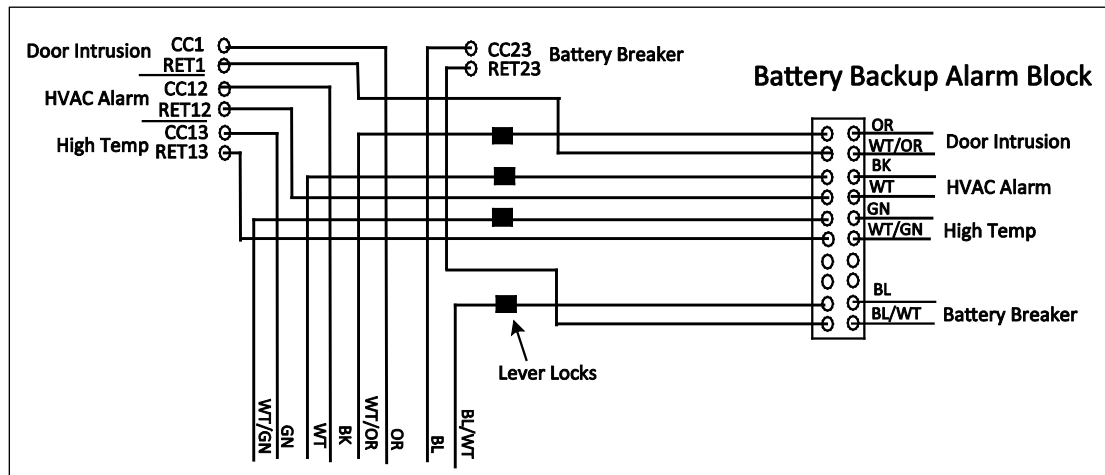 Door Intrusion
CC1
RET1
HVAC Alarm
CC12
RET12
High Temp
CC13
RET13
CC23
RET23
Battery Breaker
Battery Backup Alarm Block
OR
WT/OR
Door Intrusion
BK
WT
HVAC Alarm
GN
WT/GN
High Temp
BL
BL/WT
Battery Breaker
Lever Locks
WT/GN
GN
WT
BK
WT/OR
OR
BL
BL/WT